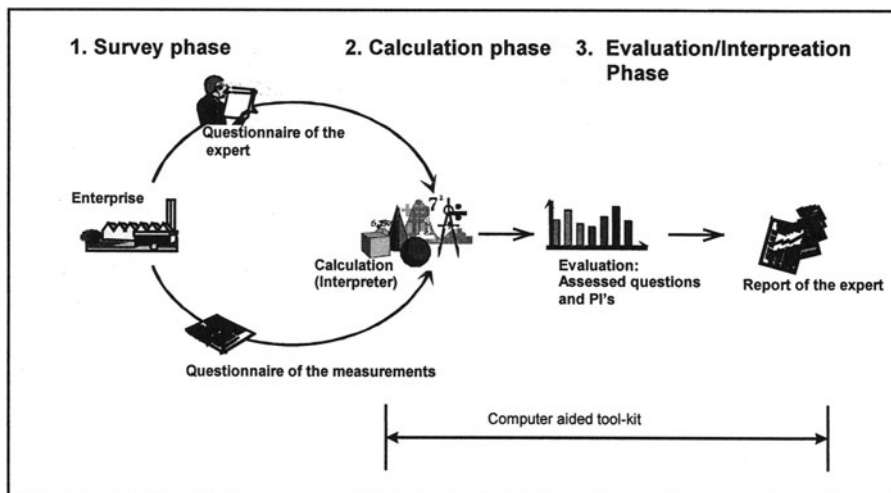 1. Survey phase
2. Calculation phase
3. Evaluation/Interpreation
Phase
Questionnaire of the
expert
Enterprise
7²
Calculation
(Interpreter)
Evaluation:
Assessed questions
and PI's
Report of the expert
Questionnaire of the measurements
Computer aided tool-kit